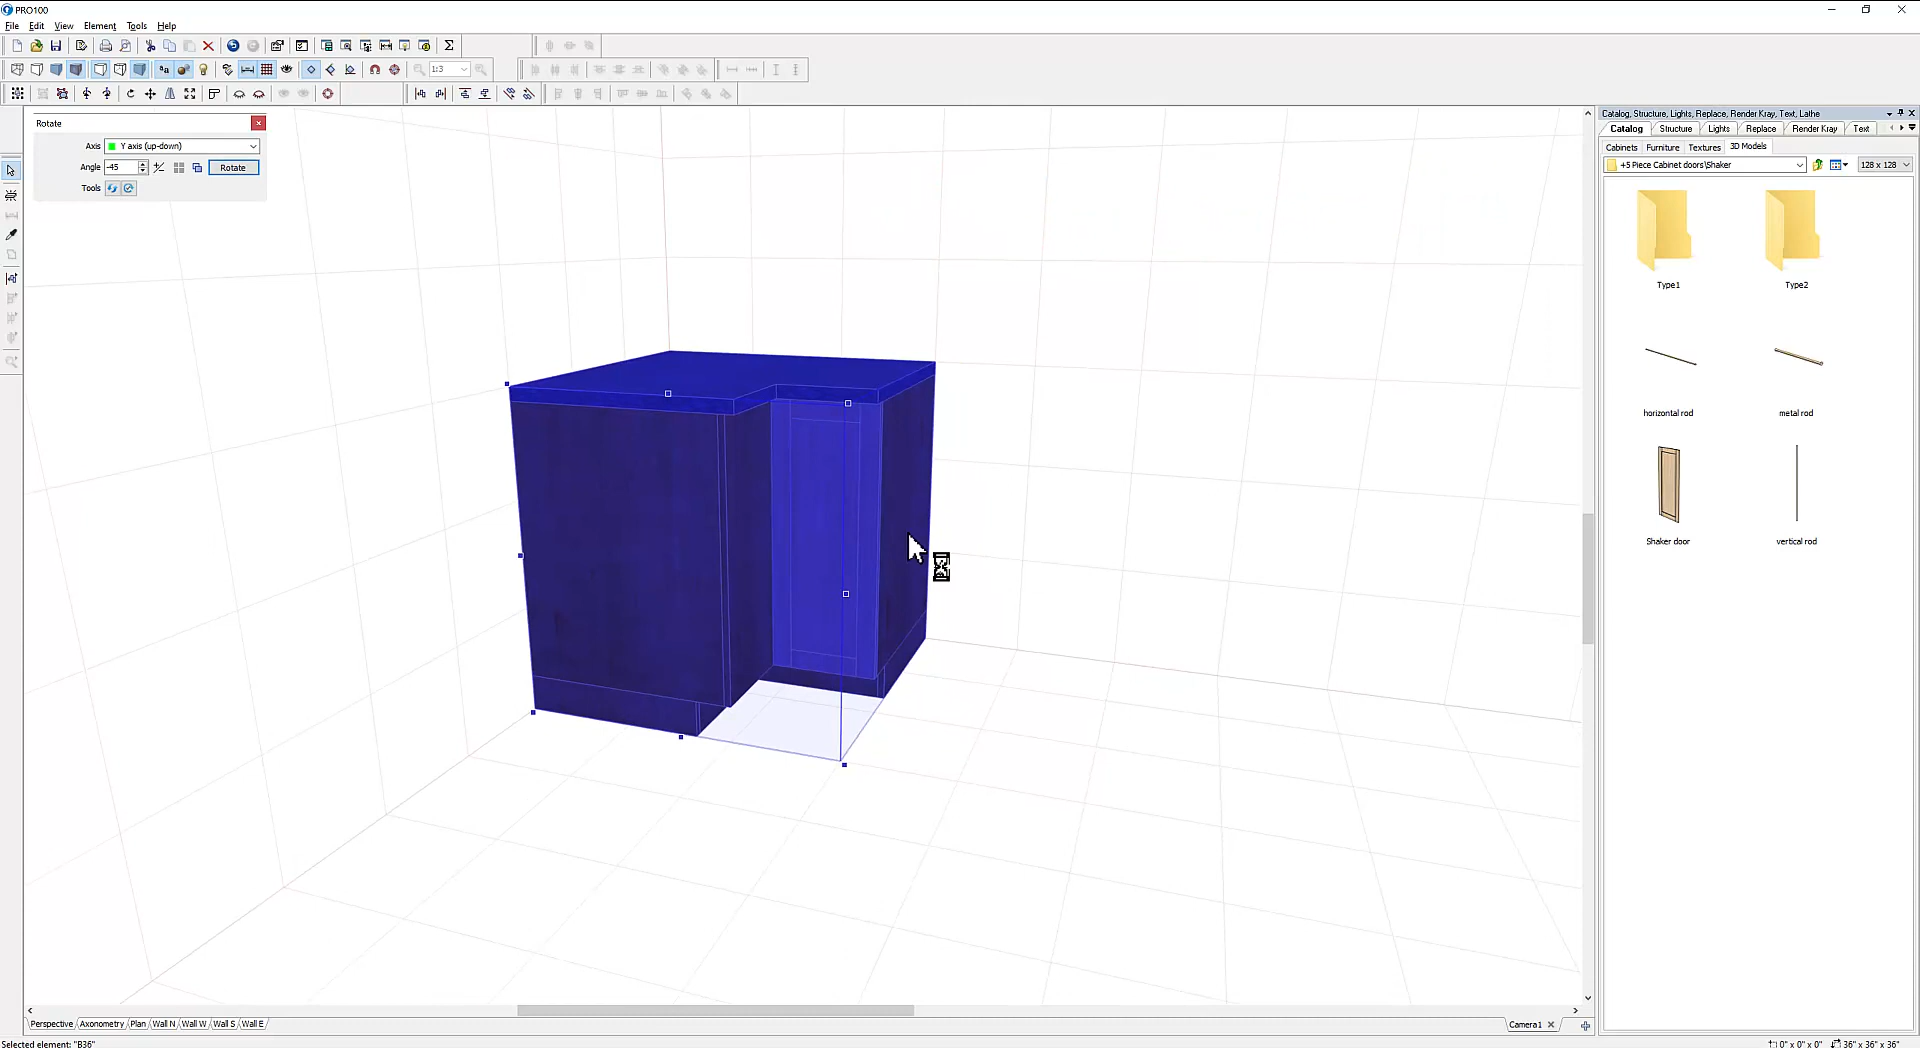 PRO100
File Edit View Element Tools Help
1:3
Rotate
Axis Y axis (up-down)
Angle -45 Rotate
Tools
Catalog, Structure, Lights, Replace, Render Kray, Text, Lathe
Catalog Structure Lights Replace Render Kray Text
Cabinets Furniture Textures 3D Models
+5 Piece Cabinet doors\Shaker 128 x 128
Type1 Type2
horizontal rod metal rod
Shaker door vertical rod
Perspective Axonometry Plan Wall N Wall W Wall S Wall E
Camera1
Selected element: "B36"
0" x 0" x 0" 36" x 36" x 36"